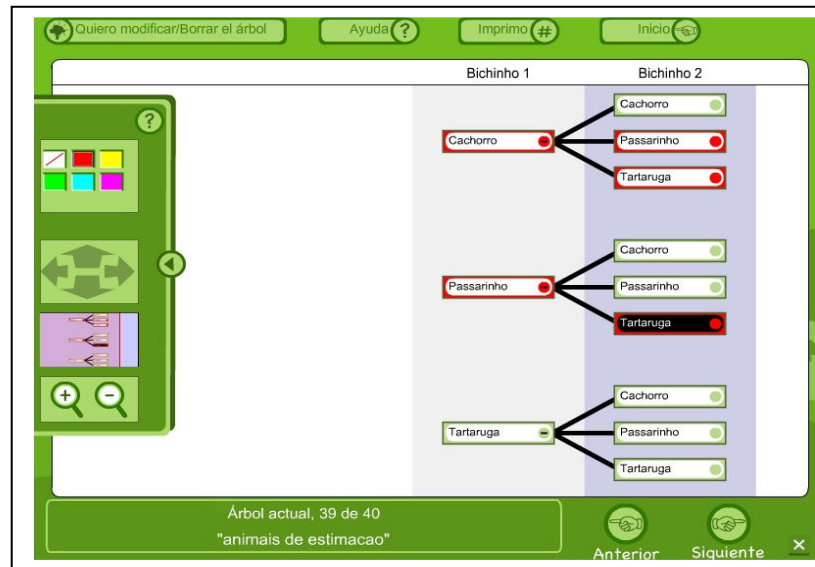 Quiero modificar/Borrar el árbol
Ayuda ?
Imprimo #
Inicio
Bichinho 1
Bichinho 2
?
Cachorro
Cachorro
Passarinho
Tartaruga
Passarinho
Cachorro
Passarinho
Tartaruga
Tartaruga
Cachorro
Passarinho
Tartaruga
Árbol actual, 39 de 40
"animais de estimacao"
Anterior
Siquiente